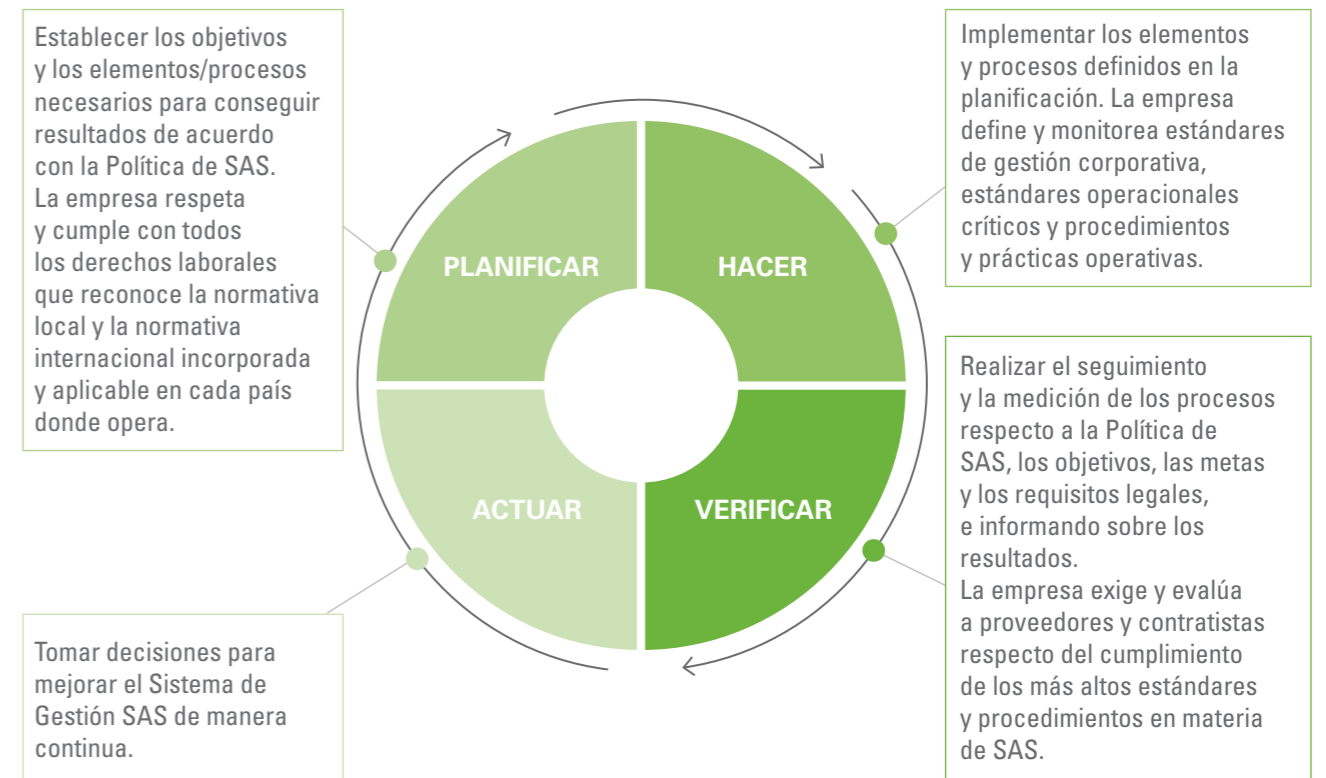 Establecer los objetivos
y los elementos/procesos
necesarios para conseguir
resultados de acuerdo
con la Política de SAS.
La empresa respeta
y cumple con todos
los derechos laborales
que reconoce la normativa
local y la normativa
internacional incorporada
y aplicable en cada país
donde opera.
Implementar los elementos
y procesos definidos en la
planificación. La empresa
define y monitorea estándares
de gestión corporativa,
estándares operacionales
críticos y procedimientos
y prácticas operativas.
PLANIFICAR
HACER
ACTUAR
VERIFICAR
Tomar decisiones para
mejorar el Sistema de
Gestión SAS de manera
continua.
Realizar el seguimiento
y la medición de los procesos
respecto a la Política de
SAS, los objetivos, las metas
y los requisitos legales,
e informando sobre los
resultados.
La empresa exige y evalúa
a proveedores y contratistas
respecto del cumplimiento
de los más altos estándares
y procedimientos en materia
de SAS.